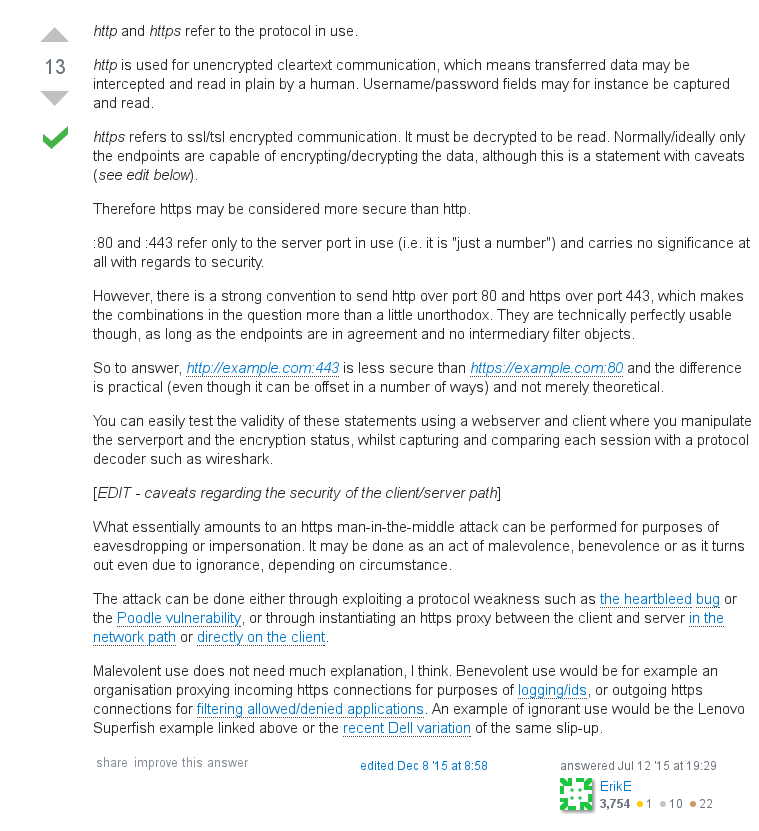 http and https refer to the protocol in use.
13
http is used for unencrypted cleartext communication, which means transferred data may be
intercepted and read in plain by a human. Username/password fields may for instance be captured
and read.
https refers to ssl/tsl encrypted communication. It must be decrypted to be read. Normally/ideally only
the endpoints are capable of encrypting/decrypting the data, although this is a statement with caveats
(see edit below).
Therefore https may be considered more secure than http.
:80 and :443 refer only to the server port in use (i.e. it is "just a number") and carries no significance at
all with regards to security.
However, there is a strong convention to send http over port 80 and https over port 443, which makes
the combinations in the question more than a little unorthodox. They are technically perfectly usable
though, as long as the endpoints are in agreement and no intermediary filter objects.
So to answer, http://example.com:443 is less secure than https://example.com:80 and the difference
is practical (even though it can be offset in a number of ways) and not merely theoretical.
You can easily test the validity of these statements using a webserver and client where you manipulate
the serverport and the encryption status, whilst capturing and comparing each session with a protocol
decoder such as wireshark.
[EDIT - caveats regarding the security of the client/server path]
What essentially amounts to an https man-in-the-middle attack can be performed for purposes of
eavesdropping or impersonation. It may be done as an act of malevolence, benevolence or as it turns
out even due to ignorance, depending on circumstance.
The attack can be done either through exploiting a protocol weakness such as the heartbleed bug or
the Poodle vulnerability, or through instantiating an https proxy between the client and server in the
network path or directly on the client.
Malevolent use does not need much explanation, I think. Benevolent use would be for example an
organisation proxying incoming https connections for purposes of logging/ids, or outgoing https
connections for filtering allowed/denied applications. An example of ignorant use would be the Lenovo
Superfish example linked above or the recent Dell variation of the same slip-up.
share improve this answer
edited Dec 8 '15 at 8:58
answered Jul 12 '15 at 19:29
ErikE
3,754 1 10 22